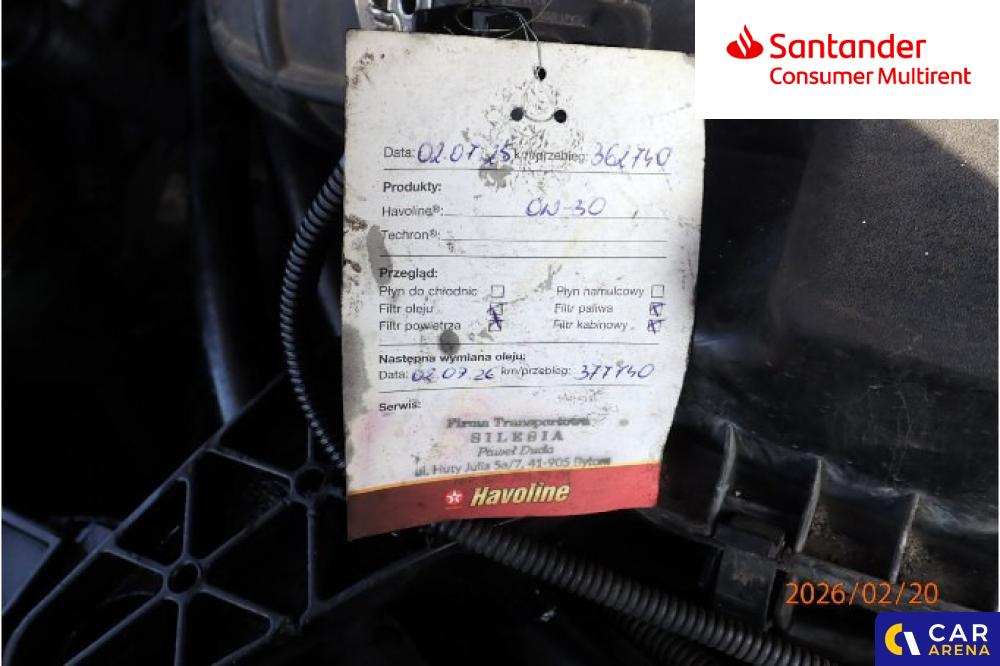 Santander
Consumer Multirent
Data: 02.07.25 km/przebieg: 362740
Produkty:
Havoline®: 0W-30
Techron®:
Przegląd:
Płyn do chłodnic
Płyn hamulcowy
Filtr oleju
Filtr paliwa
Filtr powietrza
Filtr kabinowy
Następna wymiana oleju:
Data: 02.07.26 km/przebieg: 377740
Serwis:
Firma Transportowa
SILESIA
Paweł Duda
ul. Huty Julia 5a/7, 41-905 Bytom
Havoline
2026/02/20
CAR
ARENA